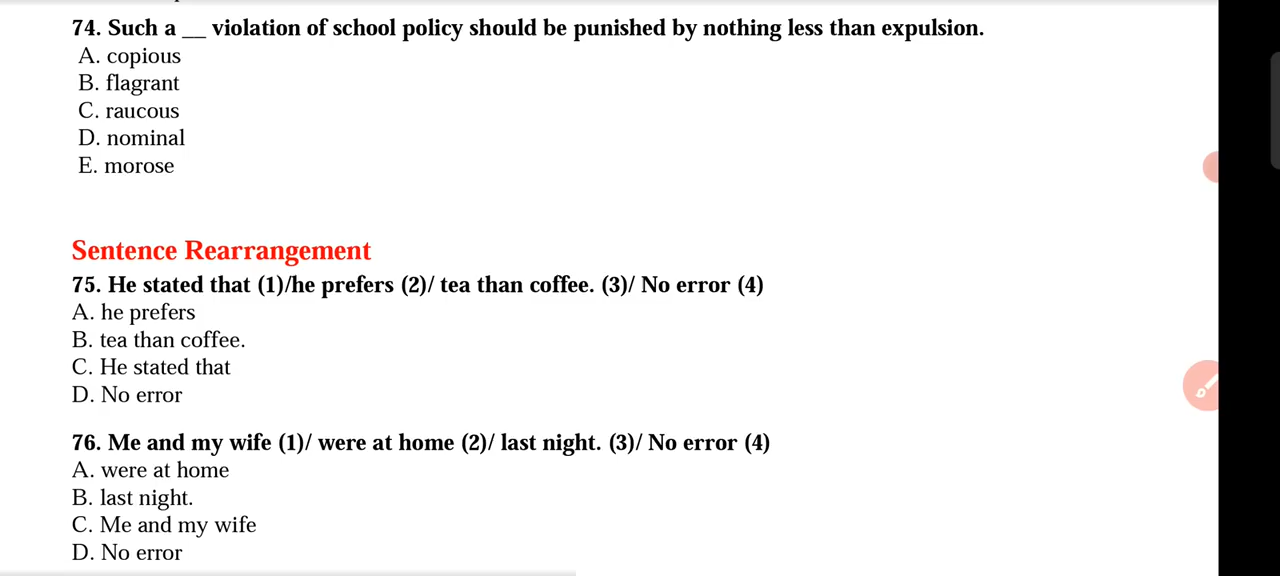 74. Such a __ violation of school policy should be punished by nothing less than expulsion.
A. copious
B. flagrant
C. raucous
D. nominal
E. morose
Sentence Rearrangement
75. He stated that (1)/he prefers (2)/ tea than coffee. (3)/ No error (4)
A. he prefers
B. tea than coffee.
C. He stated that
D. No error
76. Me and my wife (1)/ were at home (2)/ last night. (3)/ No error (4)
A. were at home
B. last night.
C. Me and my wife
D. No error